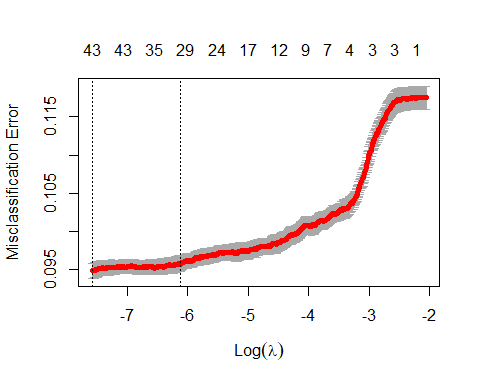 43 43 35 29 24 17 12 9 7 4 3 3 1
Misclassification Error
0.115
0.105
0.095
-7 -6 -5 -4 -3 -2
Log(λ)